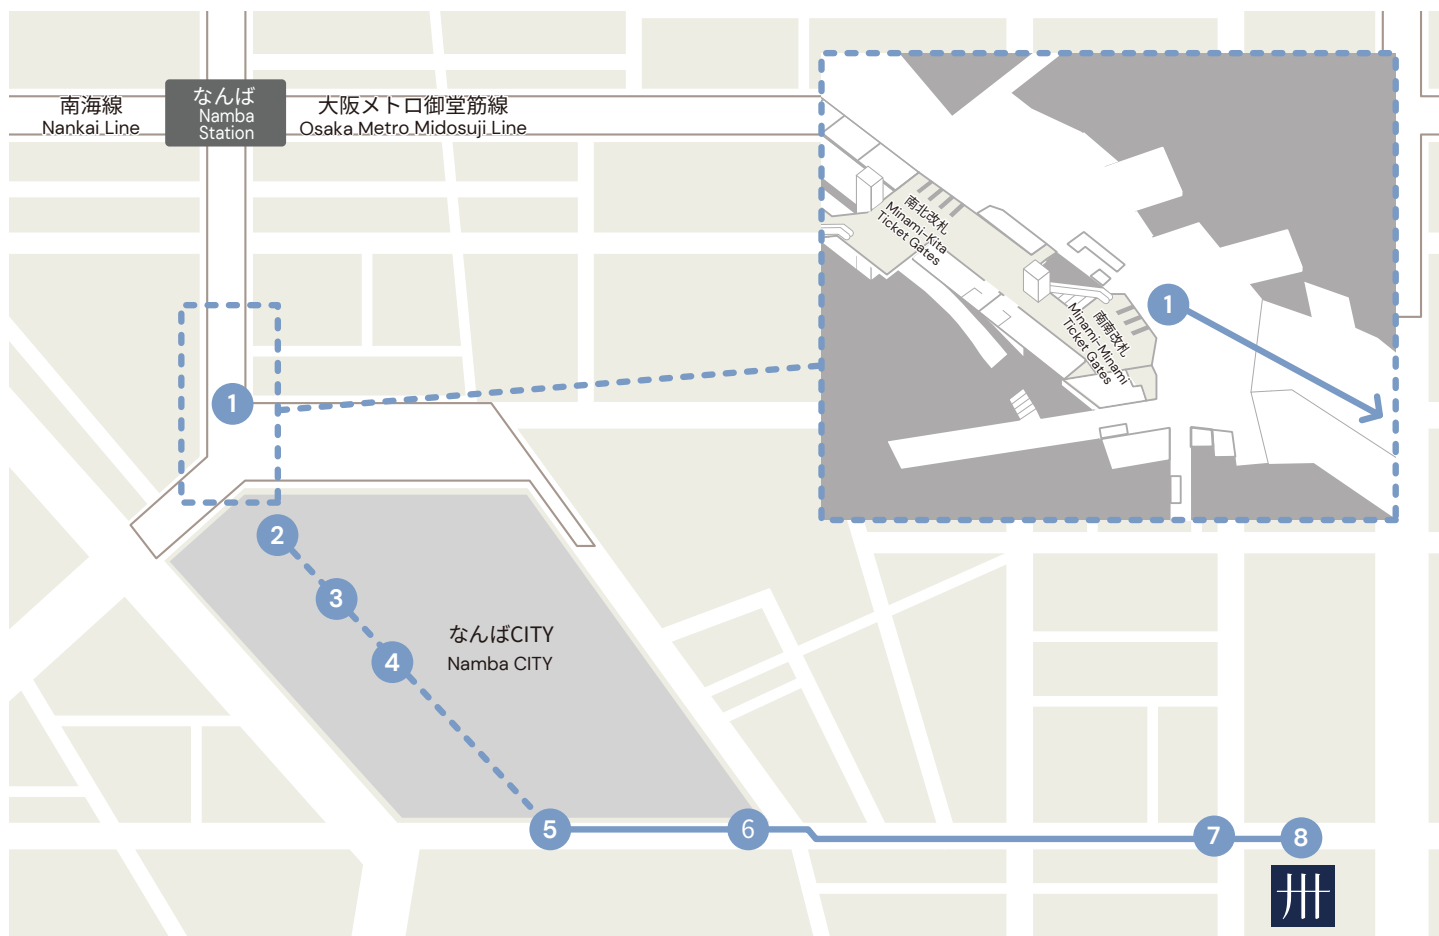 南海線
Nankai Line
なんば
Namba
Station
大阪メトロ御堂筋線
Osaka Metro Midosuji Line
南北改札
Minami-Kita
Ticket Gates
南南改札
Minami-Minami
Ticket Gates
1
1
2
3
4
なんばCITY
Namba CITY
5
6
7
8
卅